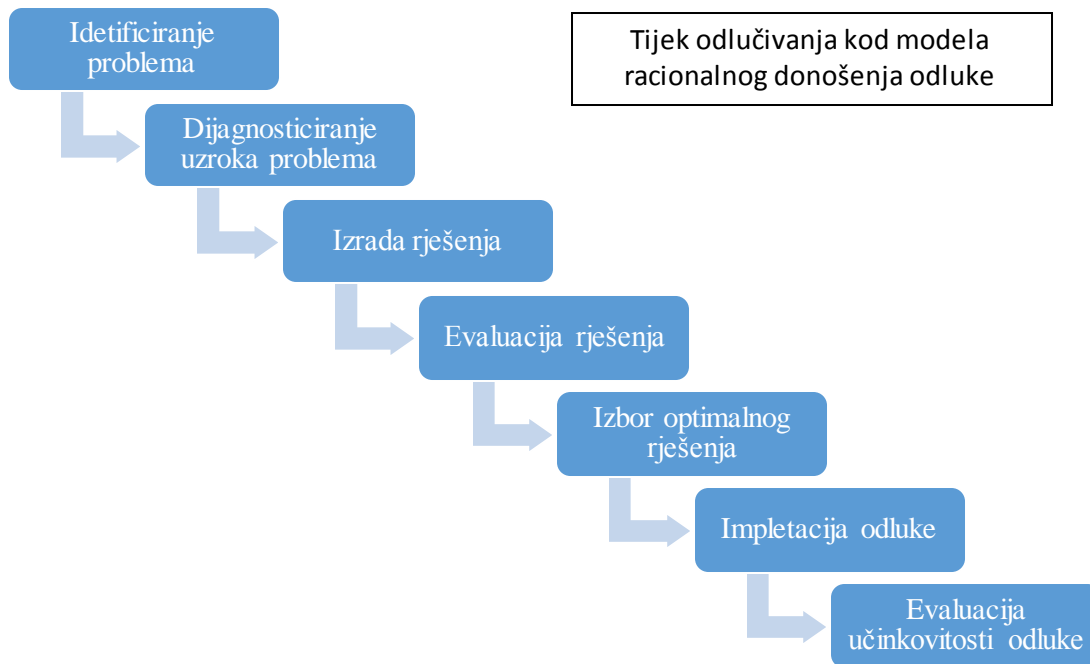 Idetificiranje
problema
Tijek odlučivanja kod modela
racionalnog donošenja odluke
Dijagnosticiranje
uzroka problema
Izrada rješenja
Evaluacija rješenja
Izbor optimalnog
rješenja
Impletacija odluke
Evaluacija
učinkovitosti odluke